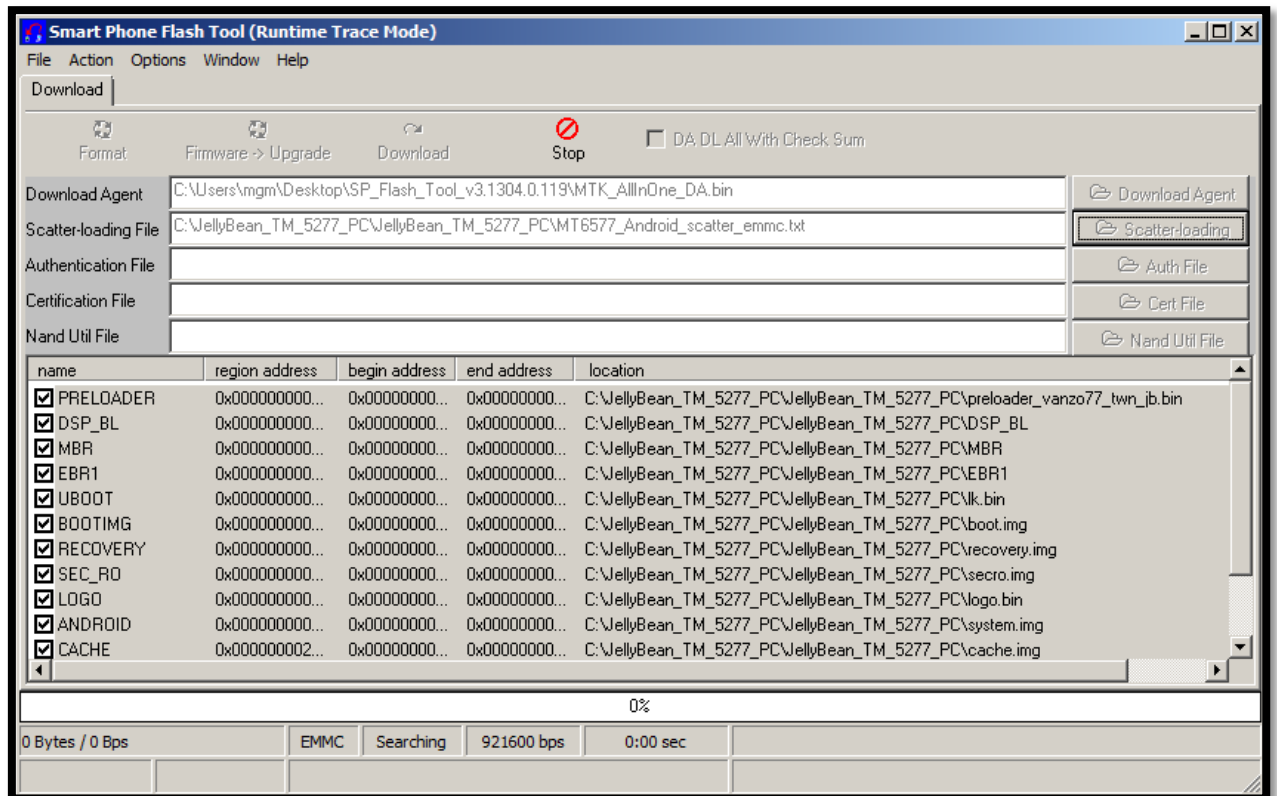 Smart Phone Flash Tool (Runtime Trace Mode)
File Action Options Window Help
Download
Format Firmware -> Upgrade Download Stop DA DL All With Check Sum
Download Agent C:\Users\mgm\Desktop\SP_Flash_Tool_v3.1304.0.119\MTK_AllInOne_DA.bin Download Agent
Scatter-loading File C:\JellyBean_TM_5277_PC\JellyBean_TM_5277_PC\MT6577_Android_scatter_emmc.txt Scatter-loading
Authentication File Auth File
Certification File Cert File
Nand Util File Nand Util File
name region address begin address end address location
PRELOADER 0x000000000... 0x00000000... 0x00000000... C:\JellyBean_TM_5277_PC\JellyBean_TM_5277_PC\preloader_vanzo77_twn_jb.bin
DSP_BL 0x000000000... 0x00000000... 0x00000000... C:\JellyBean_TM_5277_PC\JellyBean_TM_5277_PC\DSP_BL
MBR 0x000000000... 0x00000000... 0x00000000... C:\JellyBean_TM_5277_PC\JellyBean_TM_5277_PC\MBR
EBR1 0x000000000... 0x00000000... 0x00000000... C:\JellyBean_TM_5277_PC\JellyBean_TM_5277_PC\EBR1
UBOOT 0x000000000... 0x00000000... 0x00000000... C:\JellyBean_TM_5277_PC\JellyBean_TM_5277_PC\lk.bin
BOOTIMG 0x000000000... 0x00000000... 0x00000000... C:\JellyBean_TM_5277_PC\JellyBean_TM_5277_PC\boot.img
RECOVERY 0x000000000... 0x00000000... 0x00000000... C:\JellyBean_TM_5277_PC\JellyBean_TM_5277_PC\recovery.img
SEC_RO 0x000000000... 0x00000000... 0x00000000... C:\JellyBean_TM_5277_PC\JellyBean_TM_5277_PC\secro.img
LOGO 0x000000000... 0x00000000... 0x00000000... C:\JellyBean_TM_5277_PC\JellyBean_TM_5277_PC\logo.bin
ANDROID 0x000000000... 0x00000000... 0x00000000... C:\JellyBean_TM_5277_PC\JellyBean_TM_5277_PC\system.img
CACHE 0x000000002... 0x00000000... 0x00000000... C:\JellyBean_TM_5277_PC\JellyBean_TM_5277_PC\cache.img
0%
0 Bytes / 0 Bps EMMC Searching 921600 bps 0:00 sec